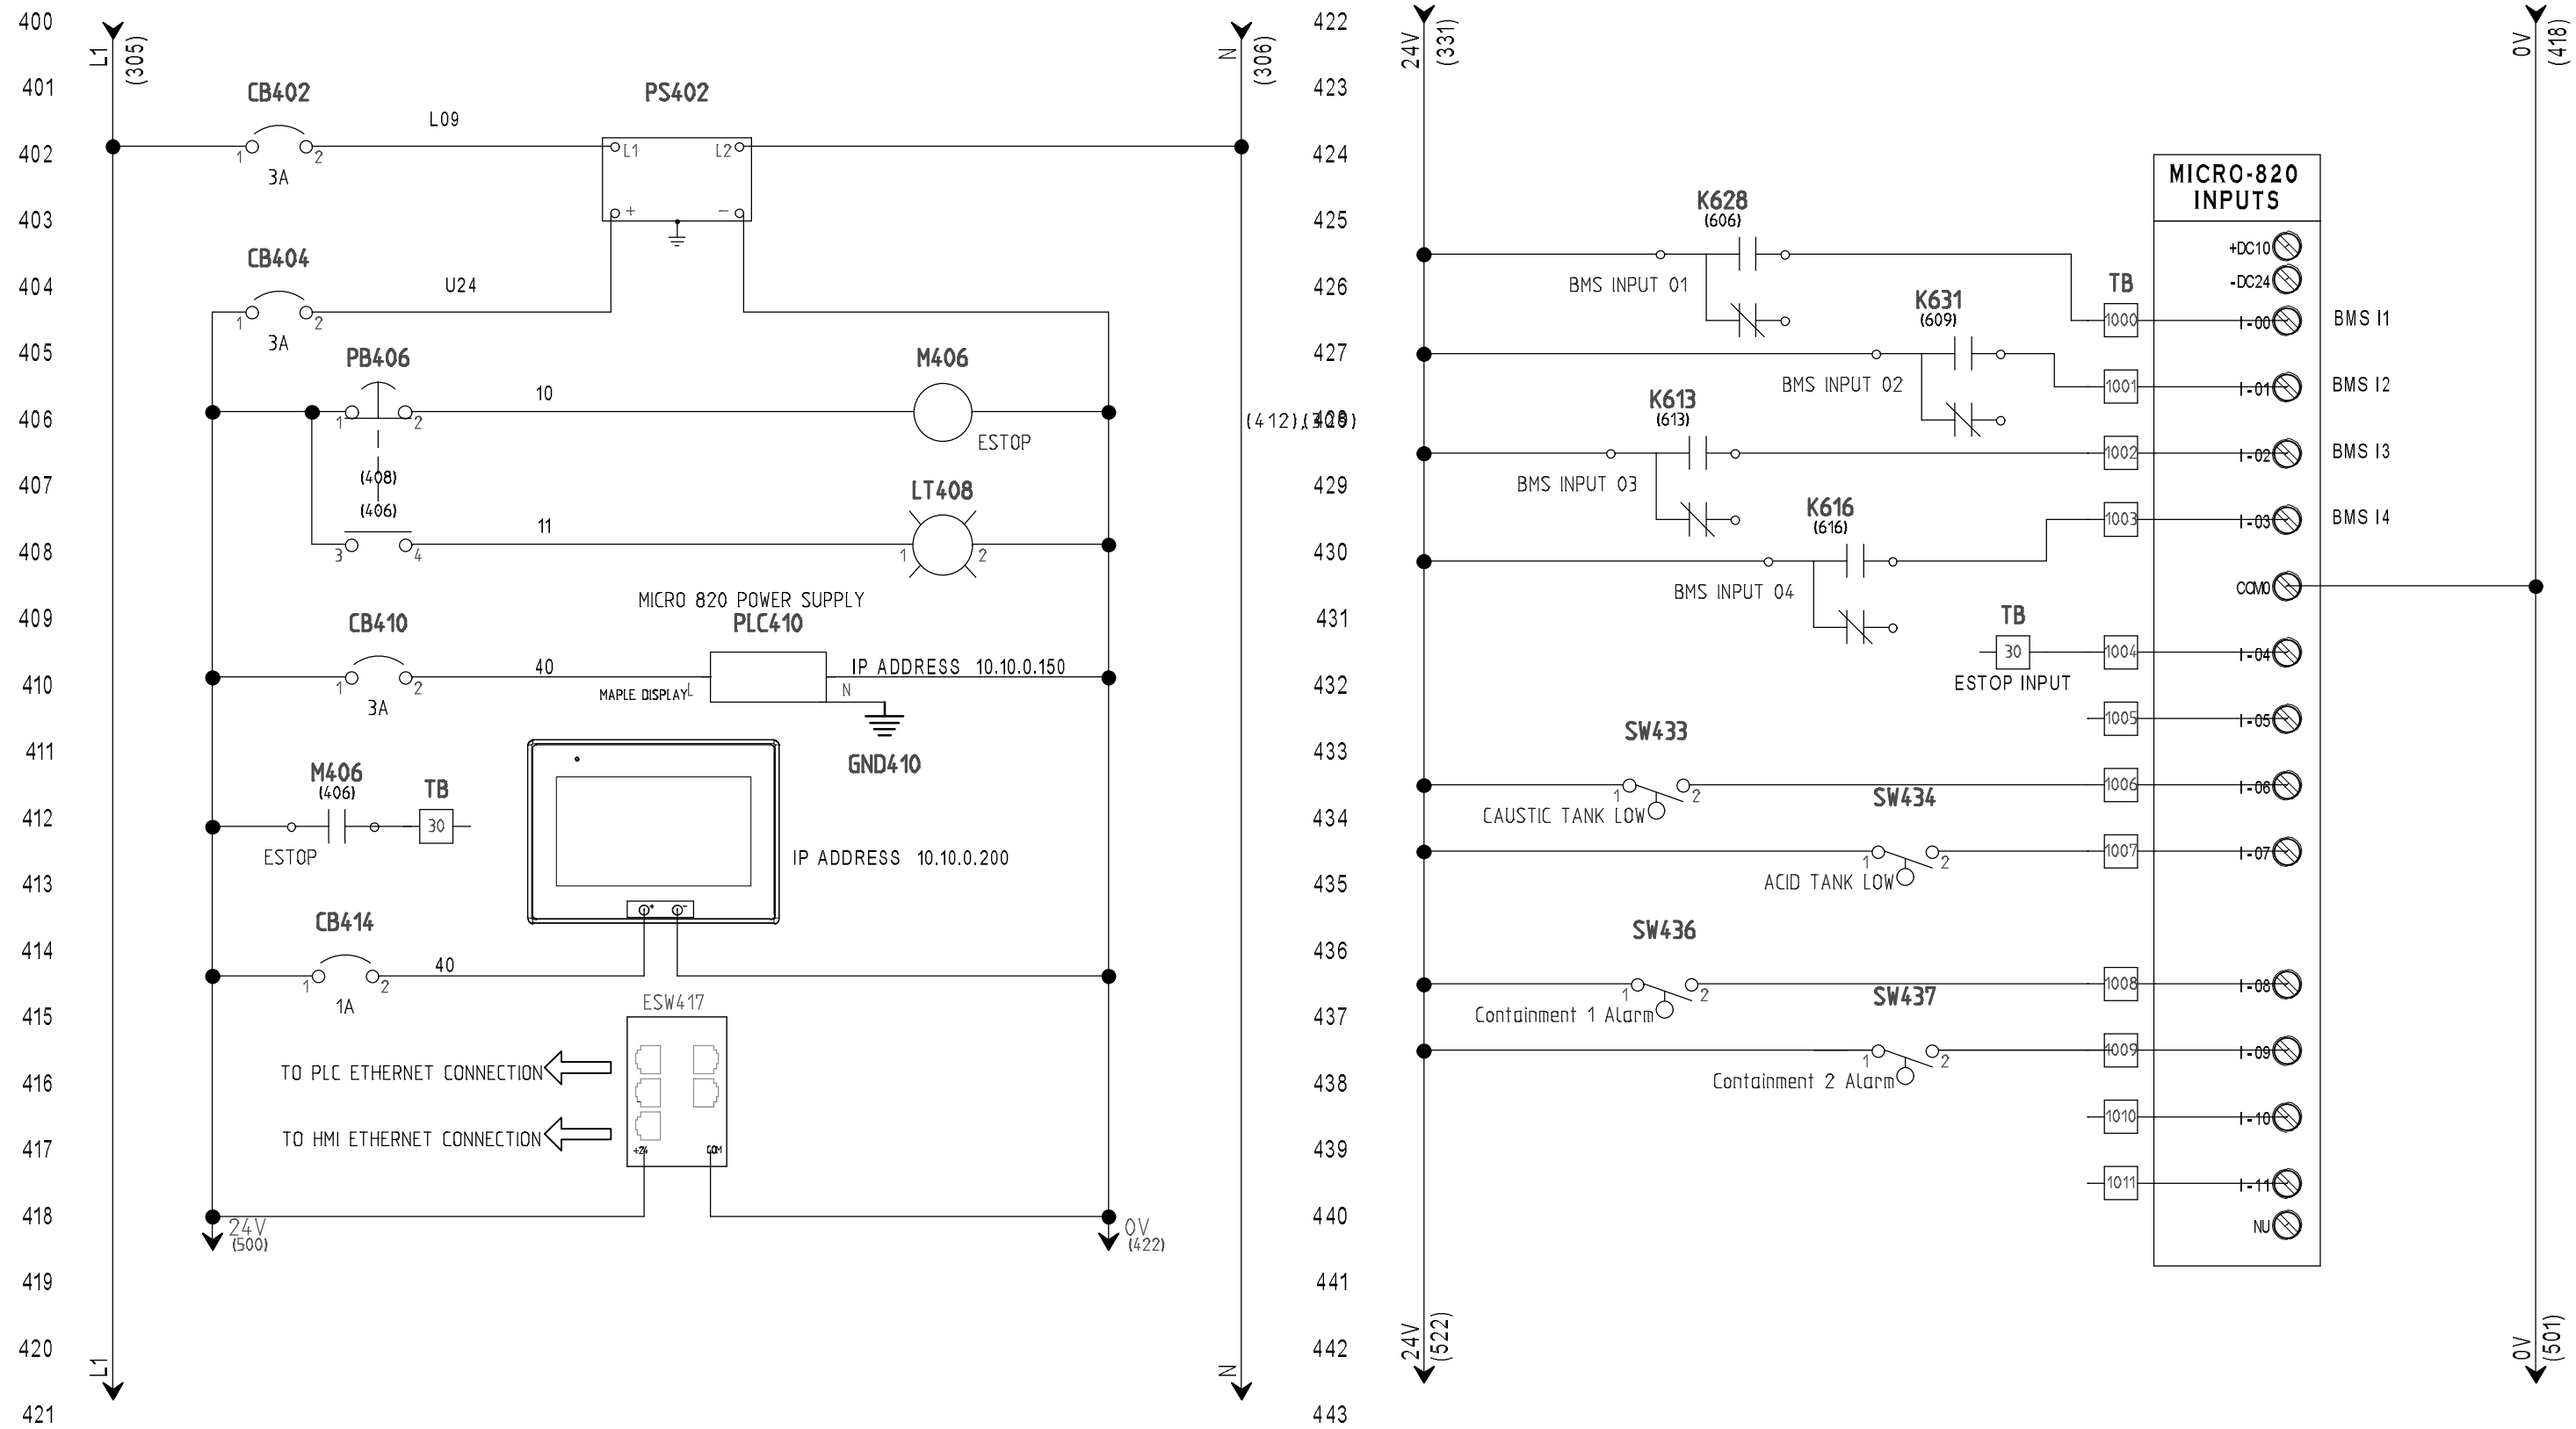 400
401
402
403
404
405
406
407
408
409
410
411
412
413
414
415
416
417
418
419
420
421
L1
(305)
N
(306)
CB402
1
2
3A
L09
PS402
L1
L2
+
-
CB404
1
2
3A
U24
PB406
1
2
10
M406
ESTOP
(412),(
(408)
(406)
3
4
11
LT408
1
2
MICRO 820 POWER SUPPLY
CB410
1
2
3A
40
PLC410
MAPLE DISPLAY
L
N
IP ADDRESS 10.10.0.150
GND410
M406
(406)
ESTOP
TB
30
+
-
IP ADDRESS 10.10.0.200
CB414
1
2
1A
40
ESW417
TO PLC ETHERNET CONNECTION
TO HMI ETHERNET CONNECTION
+24
COM
24V
(500)
0V
(422)
L1
N
422
423
424
425
426
427
429
430
431
432
433
434
435
436
437
438
439
440
441
442
443
24V
(331)
0V
(418)
MICRO-820
INPUTS
K628
(606)
BMS INPUT 01
K631
(609)
BMS INPUT 02
K613
(613)
BMS INPUT 03
K616
(616)
BMS INPUT 04
TB
1000
1001
1002
1003
1004
1005
1006
1007
1008
1009
1010
1011
+DC10
-DC24
I-00
I-01
I-02
I-03
COM0
I-04
I-05
I-06
I-07
I-08
I-09
I-10
I-11
NU
BMS I1
BMS I2
BMS I3
BMS I4
TB
30
ESTOP INPUT
SW433
1
2
CAUSTIC TANK LOW
SW434
1
2
ACID TANK LOW
SW436
1
2
Containment 1 Alarm
SW437
1
2
Containment 2 Alarm
24V
(522)
0V
(501)